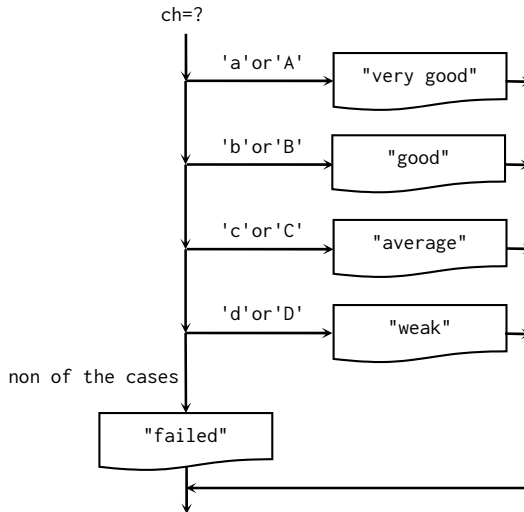 ch=?
'a'or'A'
"very good"
'b'or'B'
"good"
'c'or'C'
"average"
'd'or'D'
"weak"
non of the cases
"failed"